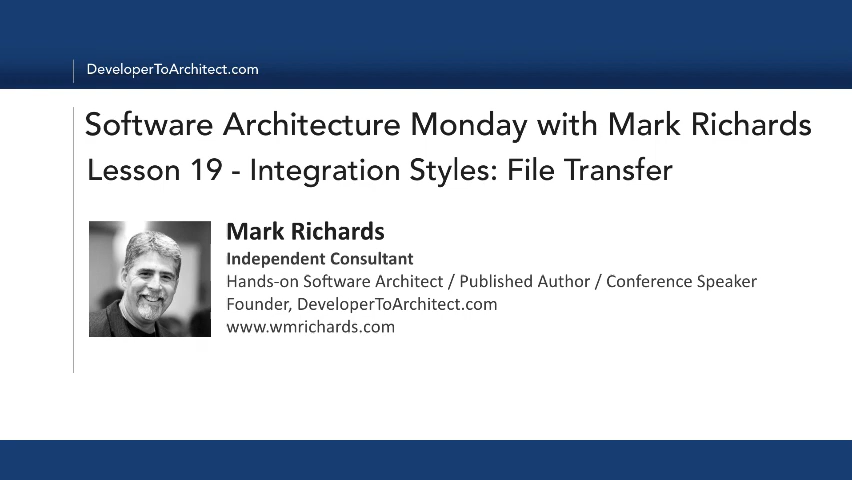 DeveloperToArchitect.com
Software Architecture Monday with Mark Richards
Lesson 19 - Integration Styles: File Transfer
Mark Richards
Independent Consultant
Hands-on Software Architect / Published Author / Conference Speaker
Founder, DeveloperToArchitect.com
www.wmrichards.com